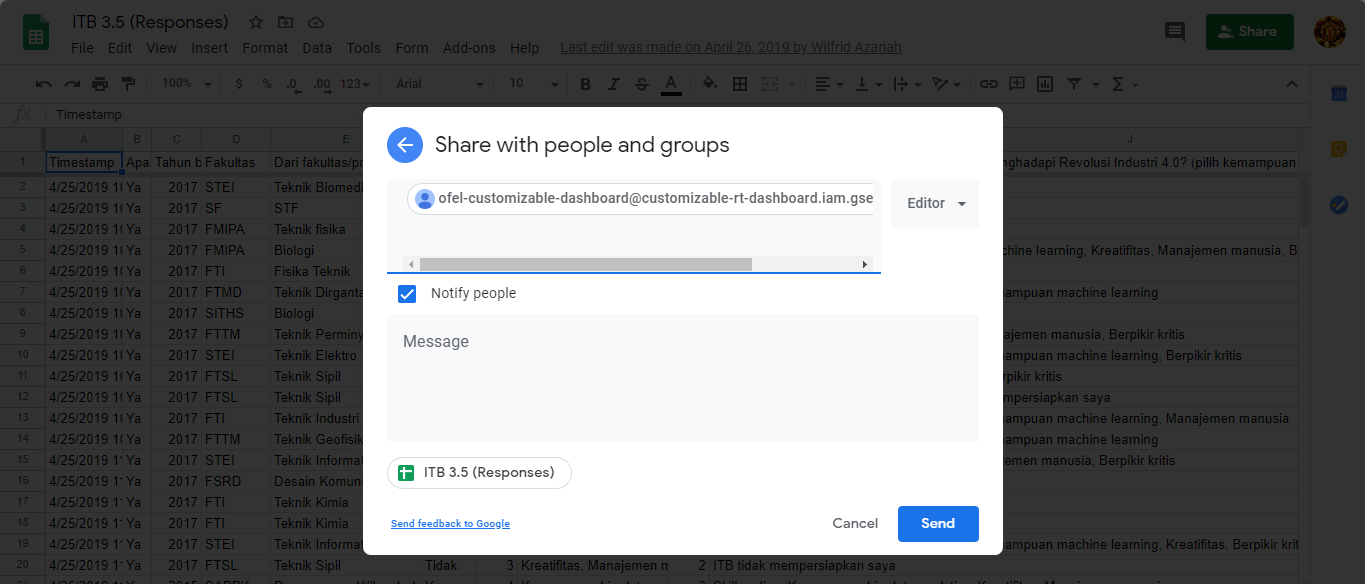 ITB 3.5 (Responses)
File Edit View Insert Format Data Tools Form Add-ons Help Last edit was made on April 26, 2019 by Wilfrid Azariah
Share
100% $ % .0 .00 123 Arial 10 B I S A Σ
fx Timestamp
A B C D E J
1 Timestamp Apa Tahun b Fakultas Dari fakultas/pr nghadapi Revolusi Industri 4.0? (pilih kemampuan
2 4/25/2019 10 Ya 2017 STEI Teknik Biomedi
3 4/25/2019 10 Ya 2017 SF STF
4 4/25/2019 10 Ya 2017 FMIPA Teknik fisika
5 4/25/2019 10 Ya 2017 FMIPA Biologi chine learning, Kreatifitas, Manajemen manusia, B
6 4/25/2019 10 Ya 2017 FTI Fisika Teknik
7 4/25/2019 10 Ya 2017 FTMD Teknik Dirganta ampuan machine learning
8 4/25/2019 10 Ya 2017 SITHS Biologi
9 4/25/2019 10 Ya 2017 FTTM Teknik Perminy ajemen manusia, Berpikir kritis
10 4/25/2019 10 Ya 2017 STEI Teknik Elektro ampuan machine learning, Berpikir kritis
11 4/25/2019 10 Ya 2017 FTSL Teknik Sipil rpikir kritis
12 4/25/2019 10 Ya 2017 FTSL Teknik Sipil mpersiapkan saya
13 4/25/2019 10 Ya 2017 FTI Teknik Industri ampuan machine learning, Manajemen manusia
14 4/25/2019 10 Ya 2017 FTTM Teknik Geofisik ampuan machine learning
15 4/25/2019 1 Ya 2017 STEI Teknik Informat emen manusia, Berpikir kritis
16 4/25/2019 1 Ya 2017 FSRD Desain Komun
17 4/25/2019 1 Ya 2017 FTI Teknik Kimia
18 4/25/2019 1 Ya 2017 FTI Teknik Kimia
19 4/25/2019 1 Ya 2017 STEI Teknik Informat ampuan machine learning, Kreatifitas, Berpikir krit
20 4/25/2019 1 Ya 2017 FTSL Teknik Sipil Tidak 3 Kreatifitas, Manajemen n 2 ITB tidak mempersiapkan saya
Share with people and groups
ofel-customizable-dashboard@customizable-rt-dashboard.iam.gse
Editor
Notify people
Message
ITB 3.5 (Responses)
Send feedback to Google
Cancel
Send